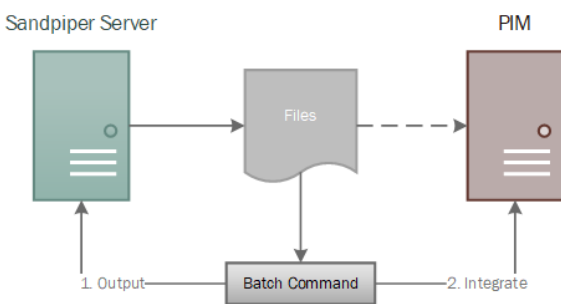 Sandpiper Server
PIM
Files
1. Output
Batch Command
2. Integrate